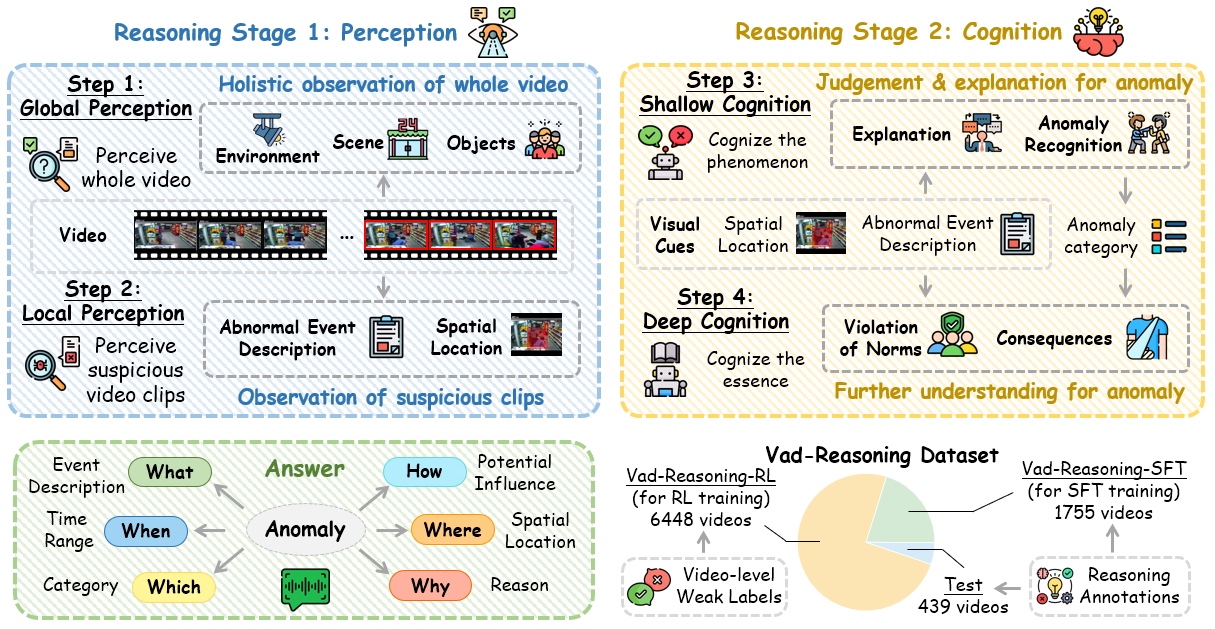 Reasoning Stage 1: Perception
Step 1:
Global Perception
Perceive
whole video
Holistic observation of whole video
Environment
Scene
24
Objects
Video
...
Step 2:
Local Perception
Perceive
suspicious
video clips
Abnormal Event
Description
Spatial
Location
Observation of suspicious clips
Reasoning Stage 2: Cognition
Step 3:
Shallow Cognition
Cognize the
phenomenon
Judgement & explanation for anomaly
Explanation
Anomaly
Recognition
Visual
Cues
Spatial
Location
Abnormal Event
Description
Anomaly
category
Step 4:
Deep Cognition
Cognize the
essence
Violation
of Norms
Consequences
Further understanding for anomaly
Answer
Event
Description
What
Time
Range
When
Category
Which
Anomaly
How
Potential
Influence
Where
Spatial
Location
Why
Reason
Vad-Reasoning Dataset
Vad-Reasoning-RL
(for RL training)
6448 videos
Video-level
Weak Labels
Vad-Reasoning-SFT
(for SFT training)
1755 videos
Test
439 videos
Reasoning
Annotations